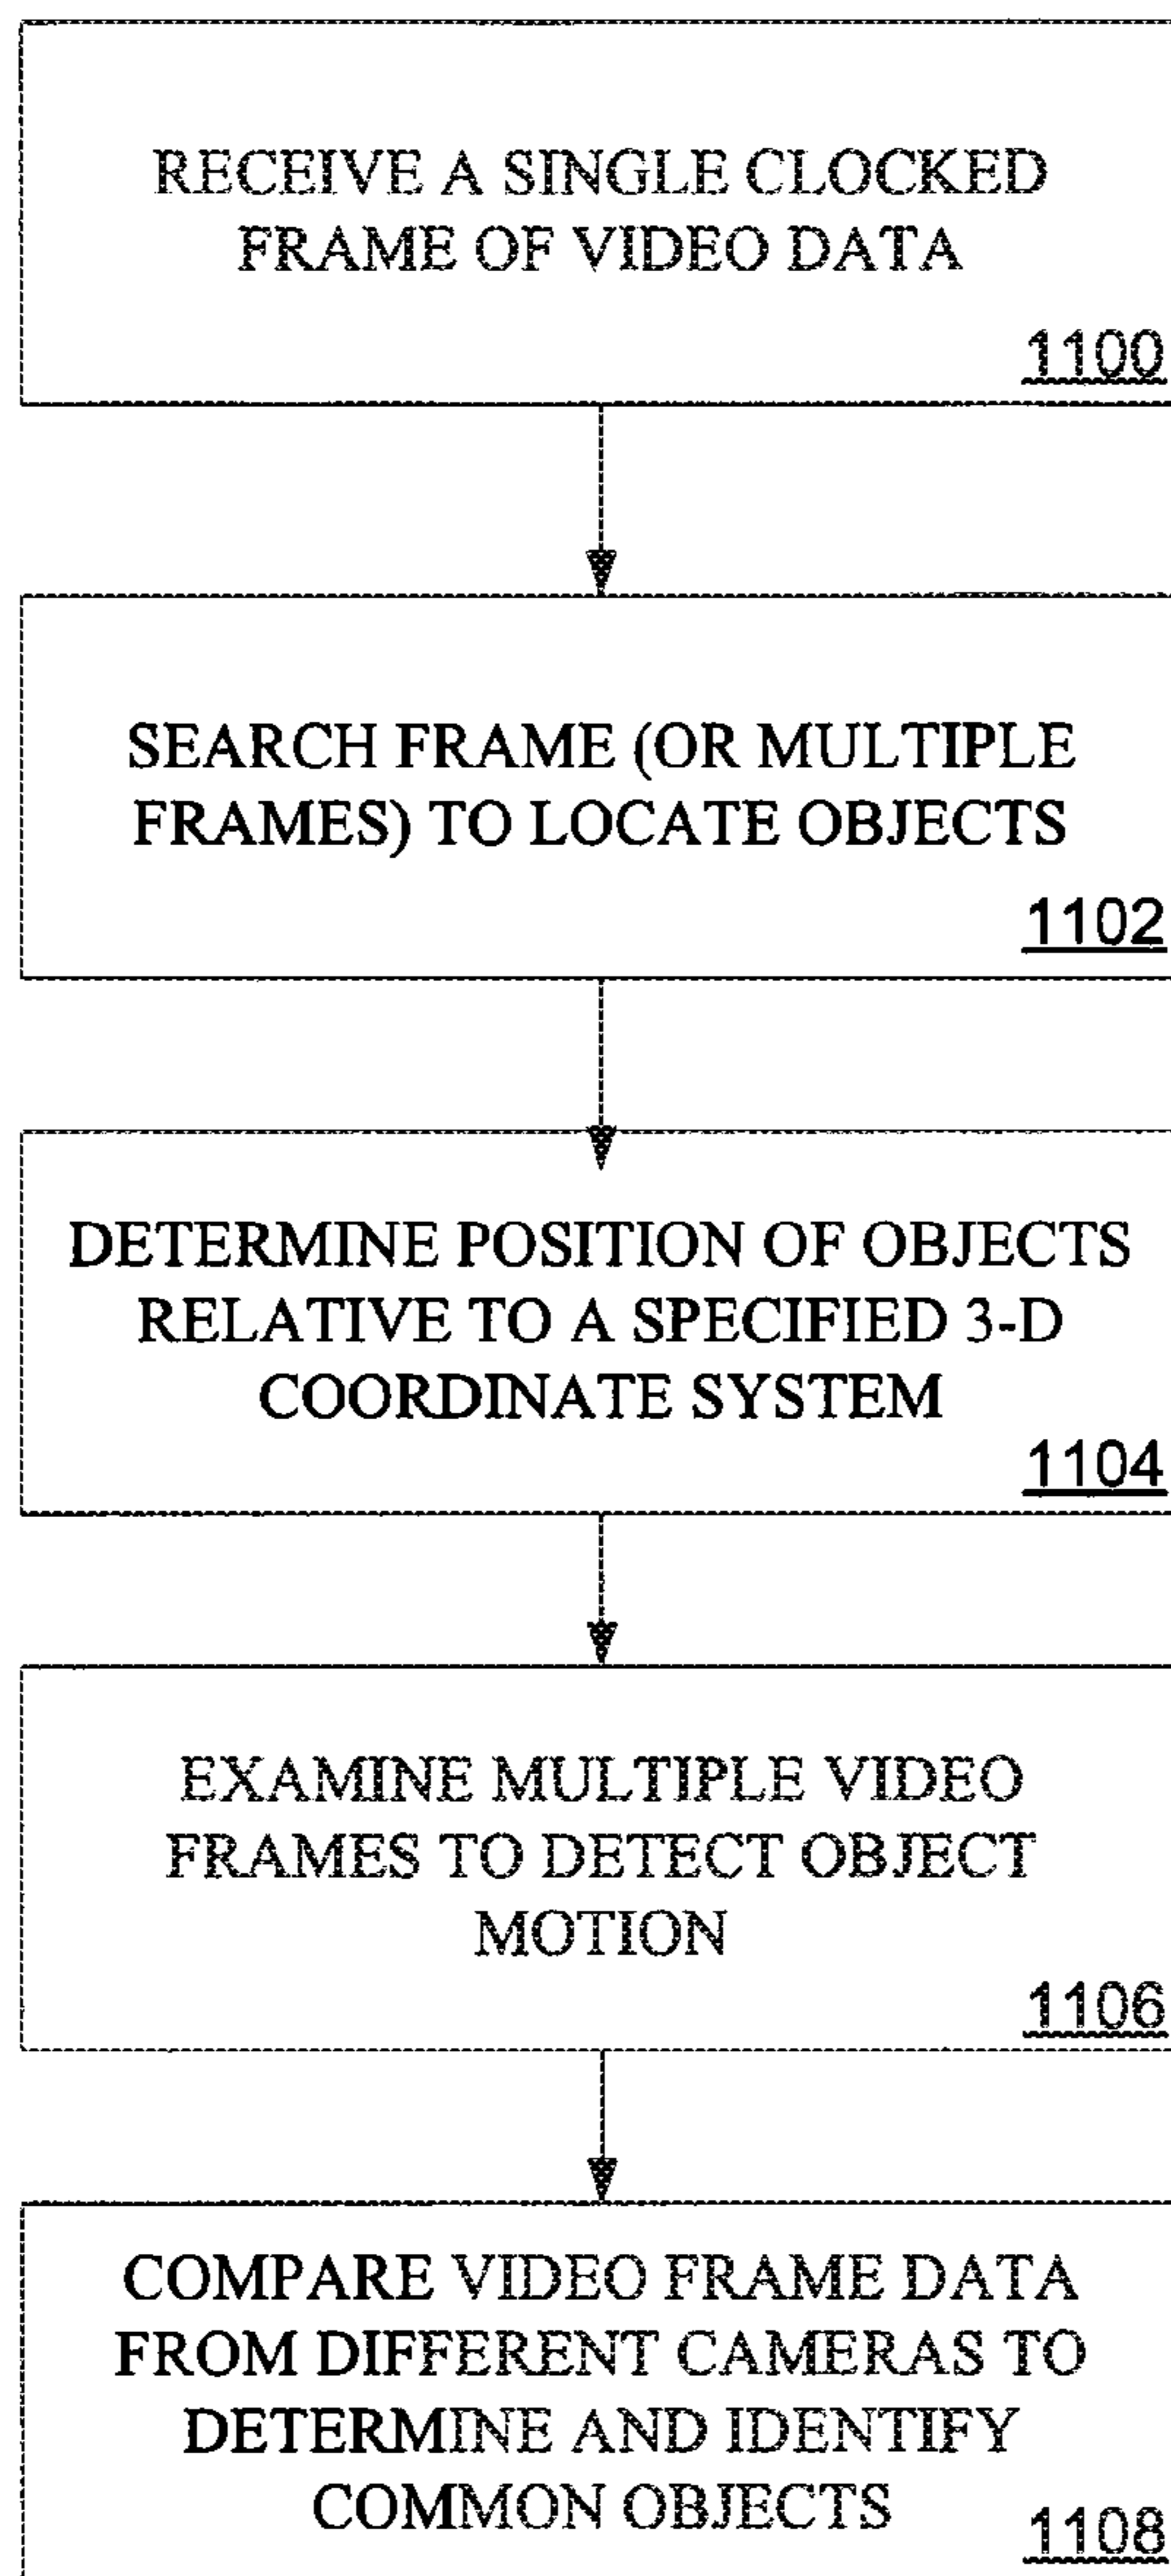 RECEIVE A SINGLE CLOCKED
FRAME OF VIDEO DATA
1100
SEARCH FRAME (OR MULTIPLE
FRAMES) TO LOCATE OBJECTS
1102
DETERMINE POSITION OF OBJECTS
RELATIVE TO A SPECIFIED 3-D
COORDINATE SYSTEM
1104
EXAMINE MULTIPLE VIDEO
FRAMES TO DETECT OBJECT
MOTION
1106
COMPARE VIDEO FRAME DATA
FROM DIFFERENT CAMERAS TO
DETERMINE AND IDENTIFY
COMMON OBJECTS
1108